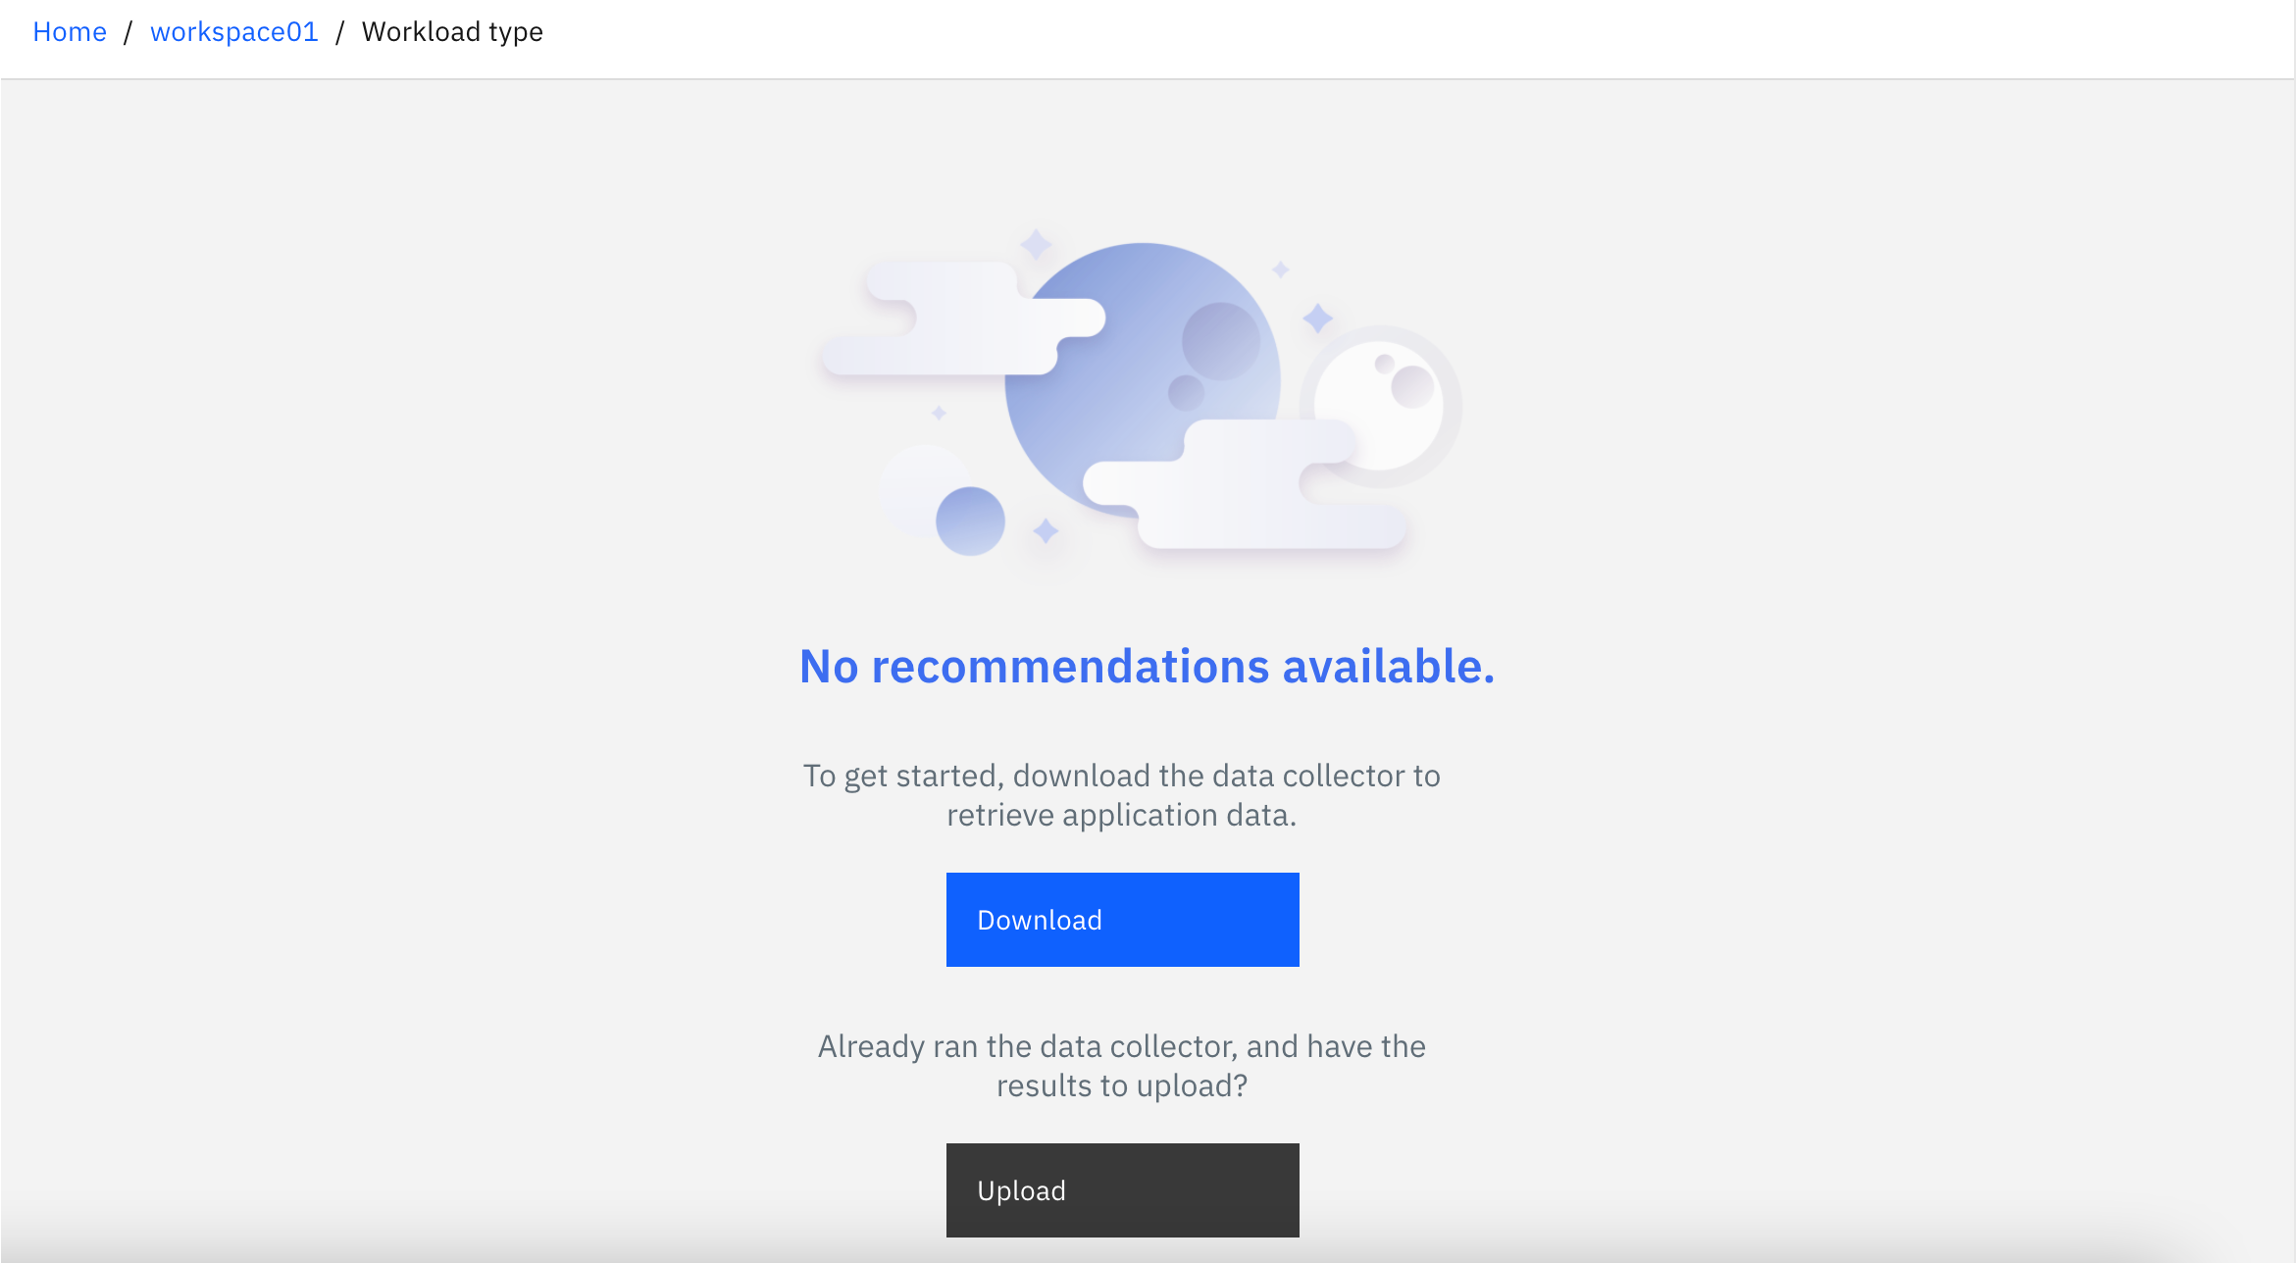 Home / workspace01 / Workload type
No recommendations available.
To get started, download the data collector to
retrieve application data.
Download
Already ran the data collector, and have the
results to upload?
Upload